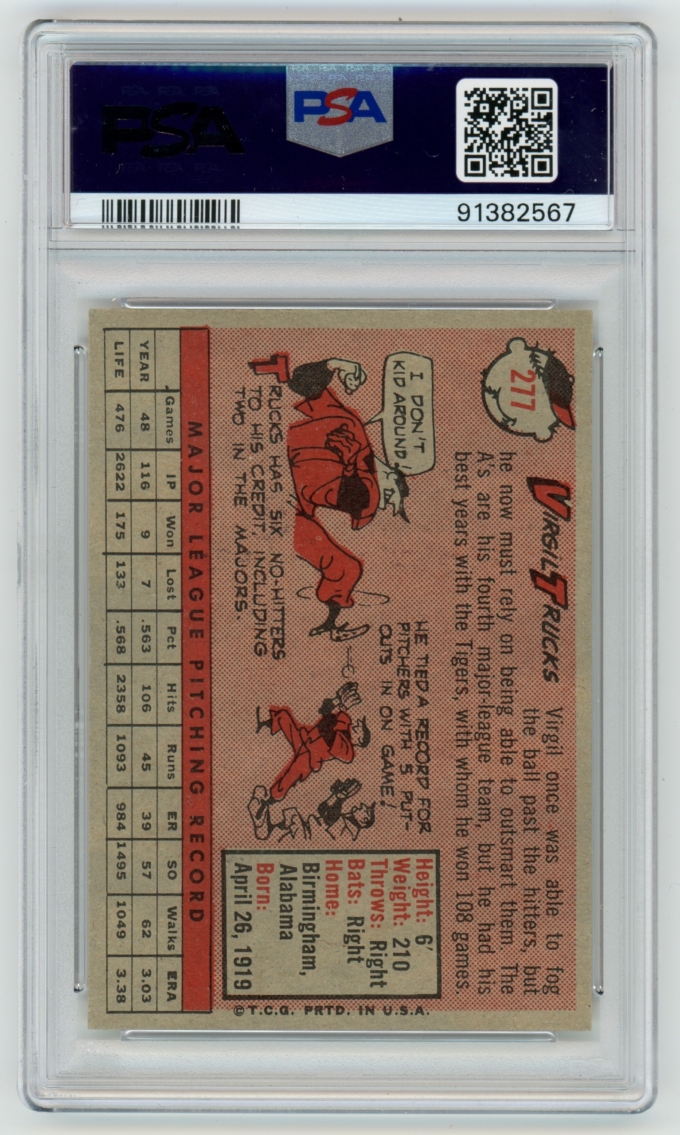 PSA
PSA
91382567
277
VIRGIL TRUCKS
Virgil once was able to fog
the ball past the hitters, but
he now must rely on being able to outsmart them. The
A's are his fourth major-league team, but he had his
best years with the Tigers, with whom he won 108 games.
I DON'T
KID AROUND!
TRUCKS HAS SIX NO-HITTERS
TO HIS CREDIT, INCLUDING
TWO IN THE MAJORS.
HE TIED A RECORD FOR
PITCHERS WITH 5 PUT-
OUTS IN ON GAME!
Height: 6'
Weight: 210
Throws: Right
Bats: Right
Home:
Birmingham,
Alabama
Born:
April 26, 1919
MAJOR LEAGUE PITCHING RECORD
Games IP Won Lost Pct Hits Runs ER SO Walks ERA
YEAR 48 116 9 7 .563 106 45 39 57 62 3.03
LIFE 476 2622 175 133 .568 2358 1093 984 1495 1049 3.38
©T.C.G. PRTD. IN U.S.A.